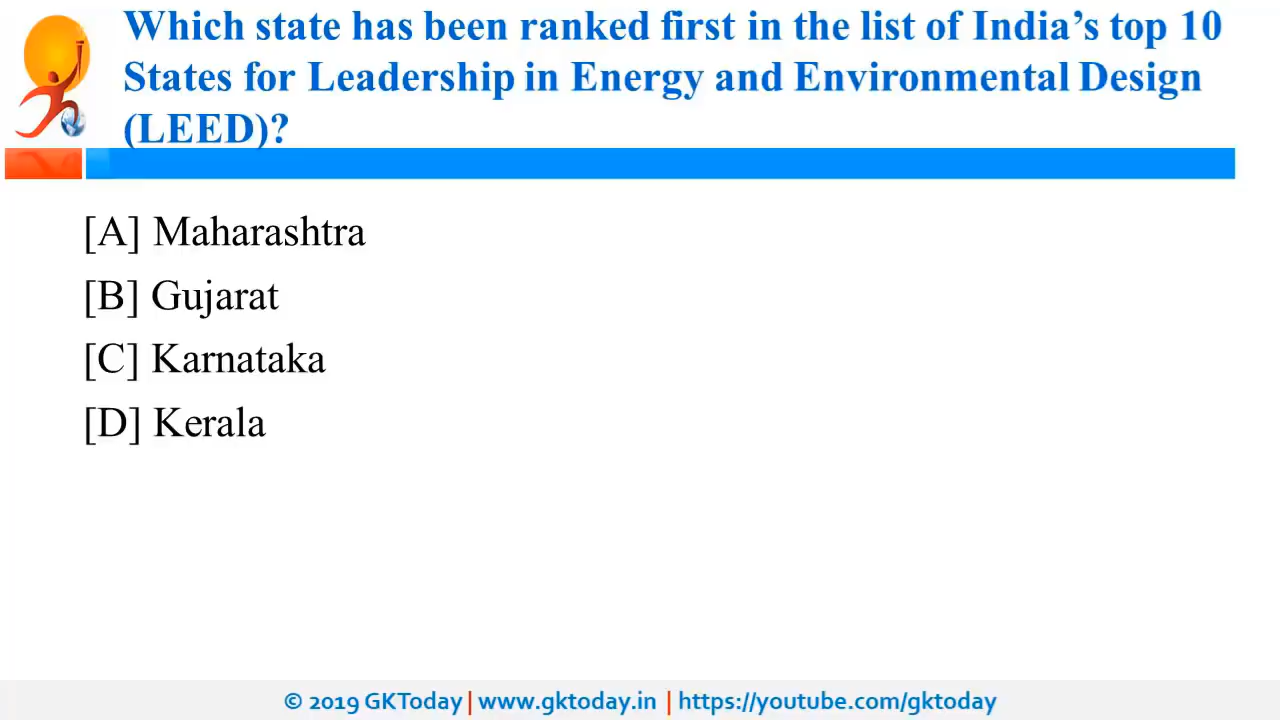 Which state has been ranked first in the list of India’s top 10
States for Leadership in Energy and Environmental Design
(LEED)?
[A] Maharashtra
[B] Gujarat
[C] Karnataka
[D] Kerala
© 2019 GKToday | www.gktoday.in | https://youtube.com/gktoday